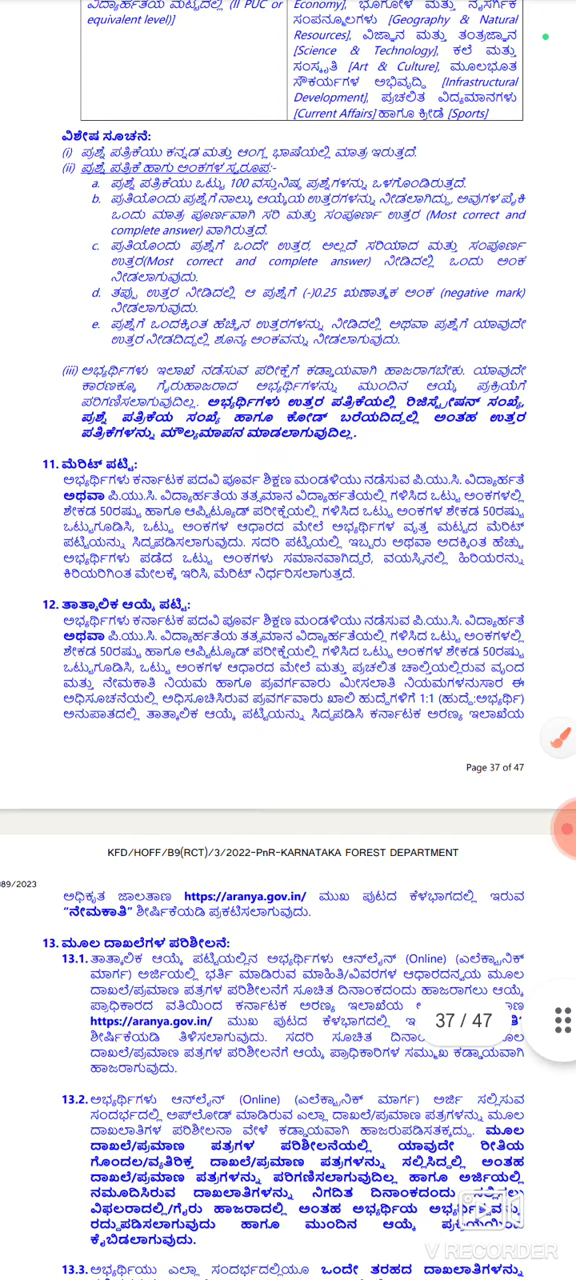 ವಿದ್ಯಾರ್ಹತೆಯ ಮಟ್ಟದಲ್ಲಿ (II PUC or
equivalent level)]
Economy], ಭೂಗೋಳ ಮತ್ತು ನೈಸರ್ಗಿಕ
ಸಂಪನ್ಮೂಲಗಳು [Geography & Natural
Resources], ವಿಜ್ಞಾನ ಮತ್ತು ತಂತ್ರಜ್ಞಾನ
[Science & Technology], ಕಲೆ ಮತ್ತು
ಸಂಸ್ಕೃತಿ [Art & Culture], ಮೂಲಭೂತ
ಸೌಕರ್ಯಗಳ ಅಭಿವೃದ್ಧಿ [Infrastructural
Development], ಪ್ರಚಲಿತ ವಿದ್ಯಮಾನಗಳು
[Current Affairs] ಹಾಗೂ ಕ್ರೀಡೆ [Sports]
ವಿಶೇಷ ಸೂಚನೆ:
(i) ಪ್ರಶ್ನೆ ಪತ್ರಿಕೆಯು ಕನ್ನಡ ಮತ್ತು ಆಂಗ್ಲ ಭಾಷೆಯಲ್ಲಿ ಮಾತ್ರ ಇರುತ್ತದೆ.
(ii) ಪ್ರಶ್ನೆ ಪತ್ರಿಕೆ ಹಾಗು ಅಂಕಗಳ ಸ್ವರೂಪ:-
a. ಪ್ರಶ್ನೆ ಪತ್ರಿಕೆಯು ಒಟ್ಟು 100 ವಸ್ತುನಿಷ್ಠ ಪ್ರಶ್ನೆಗಳನ್ನು ಒಳಗೊಂಡಿರುತ್ತದೆ.
b. ಪ್ರತಿಯೊಂದು ಪ್ರಶ್ನೆಗೆ ನಾಲ್ಕು ಆಯ್ಕೆಯ ಉತ್ತರಗಳನ್ನು ನೀಡಲಾಗಿದ್ದು, ಅವುಗಳ ಪೈಕಿ
ಒಂದು ಮಾತ್ರ ಪೂರ್ಣವಾಗಿ ಸರಿ ಮತ್ತು ಸಂಪೂರ್ಣ ಉತ್ತರ (Most correct and
complete answer) ವಾಗಿರುತ್ತದೆ.
c. ಪ್ರತಿಯೊಂದು ಪ್ರಶ್ನೆಗೆ ಒಂದೇ ಉತ್ತರ, ಅಲ್ಲದೆ ಸರಿಯಾದ ಮತ್ತು ಸಂಪೂರ್ಣ
ಉತ್ತರ(Most correct and complete answer) ನೀಡಿದಲ್ಲಿ ಒಂದು ಅಂಕ
ನೀಡಲಾಗುವುದು.
d. ತಪ್ಪು ಉತ್ತರ ನೀಡಿದಲ್ಲಿ ಆ ಪ್ರಶ್ನೆಗೆ (-)0.25 ಋಣಾತ್ಮಕ ಅಂಕ (negative mark)
ನೀಡಲಾಗುವುದು.
e. ಪ್ರಶ್ನೆಗೆ ಒಂದಕ್ಕಿಂತ ಹೆಚ್ಚಿನ ಉತ್ತರಗಳನ್ನು ನೀಡಿದಲ್ಲಿ ಅಥವಾ ಪ್ರಶ್ನೆಗೆ ಯಾವುದೇ
ಉತ್ತರ ನೀಡದಿದ್ದಲ್ಲಿ ಶೂನ್ಯ ಅಂಕವನ್ನು ನೀಡಲಾಗುವುದು.
(iii) ಅಭ್ಯರ್ಥಿಗಳು ಇಲಾಖೆ ನಡೆಸುವ ಪರೀಕ್ಷೆಗೆ ಕಡ್ಡಾಯವಾಗಿ ಹಾಜರಾಗಬೇಕು. ಯಾವುದೇ
ಕಾರಣಕ್ಕೂ ಗೈರುಹಾಜರಾದ ಅಭ್ಯರ್ಥಿಗಳನ್ನು ಮುಂದಿನ ಆಯ್ಕೆ ಪ್ರಕ್ರಿಯೆಗೆ
ಪರಿಗಣಿಸಲಾಗುವುದಿಲ್ಲ. ಅಭ್ಯರ್ಥಿಗಳು ಉತ್ತರ ಪತ್ರಿಕೆಯಲ್ಲಿ ರಿಜಿಸ್ಟ್ರೇಷನ್ ಸಂಖ್ಯೆ,
ಪ್ರಶ್ನೆ ಪತ್ರಿಕೆಯ ಸಂಖ್ಯೆ ಹಾಗೂ ಕೋಡ್ ಬರೆಯದಿದ್ದಲ್ಲಿ ಅಂತಹ ಉತ್ತರ
ಪತ್ರಿಕೆಗಳನ್ನು ಮೌಲ್ಯಮಾಪನ ಮಾಡಲಾಗುವುದಿಲ್ಲ.
11. ಮೆರಿಟ್ ಪಟ್ಟಿ:
ಅಭ್ಯರ್ಥಿಗಳು ಕರ್ನಾಟಕ ಪದವಿ ಪೂರ್ವ ಶಿಕ್ಷಣ ಮಂಡಳಿಯು ನಡೆಸುವ ಪಿ.ಯು.ಸಿ. ವಿದ್ಯಾರ್ಹತೆ
ಅಥವಾ ಪಿ.ಯು.ಸಿ. ವಿದ್ಯಾರ್ಹತೆಯ ತತ್ಸಮಾನ ವಿದ್ಯಾರ್ಹತೆಯಲ್ಲಿ ಗಳಿಸಿದ ಒಟ್ಟು ಅಂಕಗಳಲ್ಲಿ
ಶೇಕಡ 50ರಷ್ಟು ಹಾಗೂ ಆಪ್ಟಿಟ್ಯೂಡ್ ಪರೀಕ್ಷೆಯಲ್ಲಿ ಗಳಿಸಿದ ಒಟ್ಟು ಅಂಕಗಳ ಶೇಕಡ 50ರಷ್ಟು
ಒಟ್ಟುಗೂಡಿಸಿ, ಒಟ್ಟು ಅಂಕಗಳ ಆಧಾರದ ಮೇಲೆ ಅಭ್ಯರ್ಥಿಗಳ ವೃತ್ತ ಮಟ್ಟದ ಮೆರಿಟ್
ಪಟ್ಟಿಯನ್ನು ಸಿದ್ಧಪಡಿಸಲಾಗುವುದು. ಸದರಿ ಪಟ್ಟಿಯಲ್ಲಿ ಇಬ್ಬರು ಅಥವಾ ಅದಕ್ಕಿಂತ ಹೆಚ್ಚು
ಅಭ್ಯರ್ಥಿಗಳು ಪಡೆದ ಒಟ್ಟು ಅಂಕಗಳು ಸಮಾನವಾಗಿದ್ದರೆ, ವಯಸ್ಸಿನಲ್ಲಿ ಹಿರಿಯರನ್ನು
ಕಿರಿಯರಿಗಿಂತ ಮೇಲಕ್ಕೆ ಇರಿಸಿ, ಮೆರಿಟ್ ನಿರ್ಧರಿಸಲಾಗುತ್ತದೆ.
12. ತಾತ್ಕಾಲಿಕ ಆಯ್ಕೆ ಪಟ್ಟಿ:
ಅಭ್ಯರ್ಥಿಗಳು ಕರ್ನಾಟಕ ಪದವಿ ಪೂರ್ವ ಶಿಕ್ಷಣ ಮಂಡಳಿಯು ನಡೆಸುವ ಪಿ.ಯು.ಸಿ. ವಿದ್ಯಾರ್ಹತೆ
ಅಥವಾ ಪಿ.ಯು.ಸಿ. ವಿದ್ಯಾರ್ಹತೆಯ ತತ್ಸಮಾನ ವಿದ್ಯಾರ್ಹತೆಯಲ್ಲಿ ಗಳಿಸಿದ ಒಟ್ಟು ಅಂಕಗಳಲ್ಲಿ
ಶೇಕಡ 50ರಷ್ಟು ಹಾಗೂ ಆಪ್ಟಿಟ್ಯೂಡ್ ಪರೀಕ್ಷೆಯಲ್ಲಿ ಗಳಿಸಿದ ಒಟ್ಟು ಅಂಕಗಳ ಶೇಕಡ 50ರಷ್ಟು
ಒಟ್ಟುಗೂಡಿಸಿ, ಒಟ್ಟು ಅಂಕಗಳ ಆಧಾರದ ಮೇಲೆ ಮತ್ತು ಪ್ರಚಲಿತ ಚಾಲ್ತಿಯಲ್ಲಿರುವ ವೃಂದ
ಮತ್ತು ನೇಮಕಾತಿ ನಿಯಮ ಹಾಗೂ ಪ್ರವರ್ಗವಾರು ಮೀಸಲಾತಿ ನಿಯಮಗಳನುಸಾರ ಈ
ಅಧಿಸೂಚನೆಯಲ್ಲಿ ಅಧಿಸೂಚಿಸಿರುವ ಪ್ರವರ್ಗವಾರು ಖಾಲಿ ಹುದ್ದೆಗಳಿಗೆ 1:1 (ಹುದ್ದೆ:ಅಭ್ಯರ್ಥಿ)
ಅನುಪಾತದಲ್ಲಿ ತಾತ್ಕಾಲಿಕ ಆಯ್ಕೆ ಪಟ್ಟಿಯನ್ನು ಸಿದ್ಧಪಡಿಸಿ ಕರ್ನಾಟಕ ಅರಣ್ಯ ಇಲಾಖೆಯ
Page 37 of 47
KFD/HOFF/B9(RCT)/3/2022-PnR-KARNATAKA FOREST DEPARTMENT
089/2023
ಅಧಿಕೃತ ಜಾಲತಾಣ https://aranya.gov.in/ ಮುಖ ಪುಟದ ಕೆಳಭಾಗದಲ್ಲಿ ಇರುವ
“ನೇಮಕಾತಿ” ಶೀರ್ಷಿಕೆಯಡಿ ಪ್ರಕಟಿಸಲಾಗುವುದು.
13. ಮೂಲ ದಾಖಲೆಗಳ ಪರಿಶೀಲನೆ:
13.1. ತಾತ್ಕಾಲಿಕ ಆಯ್ಕೆ ಪಟ್ಟಿಯಲ್ಲಿನ ಅಭ್ಯರ್ಥಿಗಳು ಆನ್‌ಲೈನ್ (Online) (ಎಲೆಕ್ಟ್ರಾನಿಕ್
ಮಾರ್ಗ) ಅರ್ಜಿಯಲ್ಲಿ ಭರ್ತಿ ಮಾಡಿರುವ ಮಾಹಿತಿ/ವಿವರಗಳ ಆಧಾರದನ್ವಯ ಮೂಲ
ದಾಖಲೆ/ಪ್ರಮಾಣ ಪತ್ರಗಳ ಪರಿಶೀಲನೆಗೆ ಸೂಚಿತ ದಿನಾಂಕದಂದು ಹಾಜರಾಗಲು ಆಯ್ಕೆ
ಪ್ರಾಧಿಕಾರದ ವತಿಯಿಂದ ಕರ್ನಾಟಕ ಅರಣ್ಯ ಇಲಾಖೆಯ
https://aranya.gov.in/ ಮುಖ ಪುಟದ ಕೆಳಭಾಗದಲ್ಲಿ
37 / 47
ಶೀರ್ಷಿಕೆಯಡಿ ತಿಳಿಸಲಾಗುವುದು. ಸದರಿ ಸೂಚಿತ
ದಾಖಲೆ/ಪ್ರಮಾಣ ಪತ್ರಗಳ ಪರಿಶೀಲನೆಗೆ ಆಯ್ಕೆ ಪ್ರಾಧಿಕಾರಿಗಳ ಸಮ್ಮುಖ ಕಡ್ಡಾಯವಾಗಿ
ಹಾಜರಾಗುವುದು.
13.2. ಅಭ್ಯರ್ಥಿಗಳು ಆನ್‌ಲೈನ್ (Online) (ಎಲೆಕ್ಟ್ರಾನಿಕ್ ಮಾರ್ಗ) ಅರ್ಜಿ ಸಲ್ಲಿಸುವ
ಸಂದರ್ಭದಲ್ಲಿ ಅಪ್‌ಲೋಡ್ ಮಾಡಿರುವ ಎಲ್ಲಾ ದಾಖಲೆ/ಪ್ರಮಾಣ ಪತ್ರಗಳನ್ನು ಮೂಲ
ದಾಖಲಾತಿಗಳ ಪರಿಶೀಲನಾ ವೇಳೆ ಕಡ್ಡಾಯವಾಗಿ ಹಾಜರುಪಡಿಸತಕ್ಕದ್ದು. ಮೂಲ
ದಾಖಲೆ/ಪ್ರಮಾಣ ಪತ್ರಗಳ ಪರಿಶೀಲನೆಯಲ್ಲಿ ಯಾವುದೇ ರೀತಿಯ
ಗೊಂದಲ/ವ್ಯತಿರಿಕ್ತ ದಾಖಲೆ/ಪ್ರಮಾಣ ಪತ್ರಗಳನ್ನು ಸಲ್ಲಿಸಿದ್ದಲ್ಲಿ ಅಂತಹ
ದಾಖಲೆ/ಪ್ರಮಾಣ ಪತ್ರಗಳನ್ನು ಪರಿಗಣಿಸಲಾಗುವುದಿಲ್ಲ ಹಾಗೂ ಅರ್ಜಿಯಲ್ಲಿ
ನಮೂದಿಸಿರುವ ದಾಖಲಾತಿಗಳನ್ನು ನಿಗದಿತ ದಿನಾಂಕದಂದು
ವಿಫಲರಾದಲ್ಲಿ/ಗೈರು ಹಾಜರಾದಲ್ಲಿ ಅಂತಹ ಅಭ್ಯರ್ಥಿಯ
ರದ್ದುಪಡಿಸಲಾಗುವುದು ಹಾಗೂ ಮುಂದಿನ ಆಯ್ಕೆ
ಕೈಬಿಡಲಾಗುವುದು.
V RECORDER
13.3. ಅಭ್ಯರ್ಥಿಯು ಎಲ್ಲಾ ಸಂದರ್ಭದಲ್ಲಿಯೂ ಒಂದೇ ತರಹದ ದಾಖಲಾತಿಗಳನ್ನು